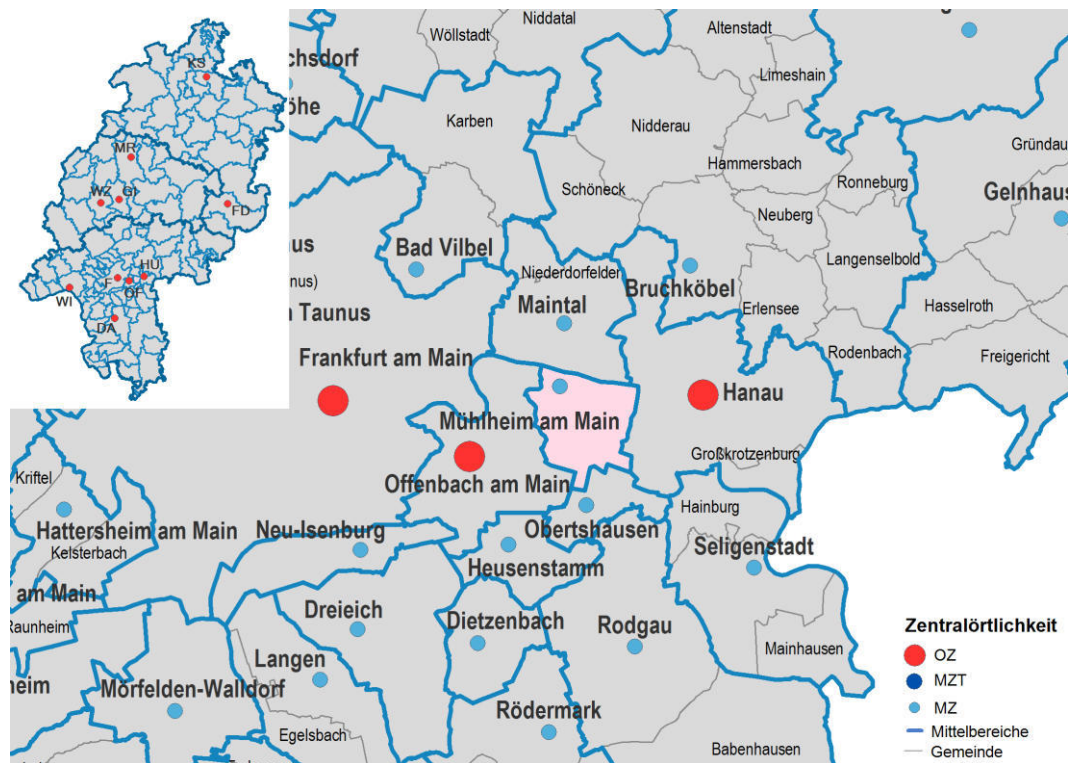 KS
MR
WZ
GI
FD
HU
F
OF
WI
DA
Niddatal
Wöllstadt
Altenstadt
Limeshain
chsdorf
öhe
Karben
Nidderau
Gründau
Hammersbach
Ronneburg
Schöneck
Gelnhaus
Neuberg
Bad Vilbel
Langenselbold
Niederdorfelder
nus
nus)
Bruchköbel
Maintal
Erlensee
Hasselroth
n Taunus
Rodenbach
Freigericht
Frankfurt am Main
Hanau
Mühlheim am Main
Großkrotzenburg
Kriftel
Offenbach am Main
Hainburg
Hattersheim am Main
Neu-Isenburg
Obertshausen
Kelsterbach
Seligenstadt
Heusenstamm
am Main
Dreieich
Dietzenbach
Rodgau
Raunheim
Mainhausen
Langen
heim
Mörfelden-Walldorf
Rödermark
Egelsbach
Babenhausen
Zentralörtlichkeit
OZ
MZT
MZ
Mittelbereiche
Gemeinde